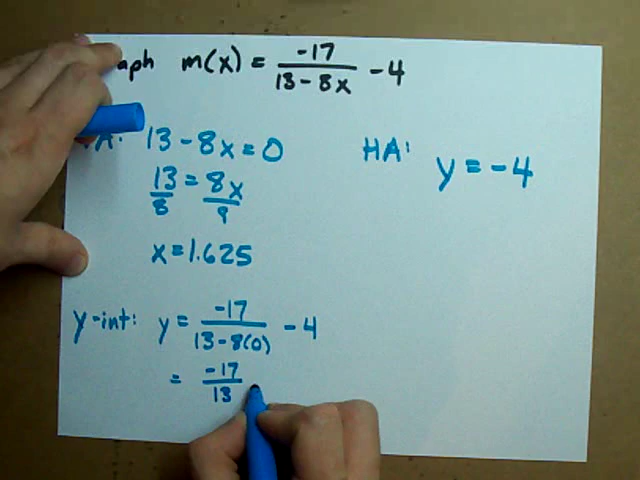 aph m(x) = -17/(13 - 8x) - 4
A: 13 - 8x = 0
HA: y = -4
13/8 = 8x/8
x = 1.625
y-int: y = -17/(13 - 8(0)) - 4
= -17/13